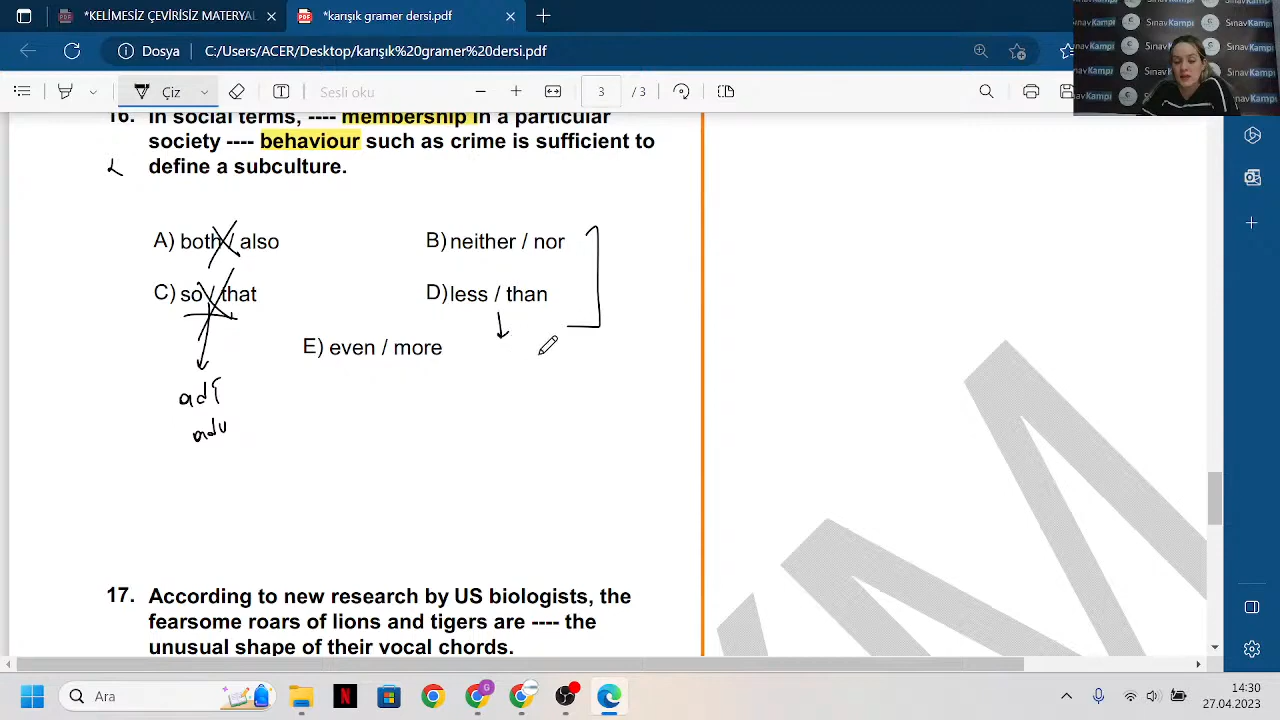 *KELİMESİZ ÇEVİRİSİZ MATERYAL
*karışık gramer dersi.pdf
Dosya
C:/Users/ACER/Desktop/karışık%20gramer%20dersi.pdf
Çiz
Sesli oku
3
/ 3
SınavKampı
16. In social terms, ---- membership in a particular
society ---- behaviour such as crime is sufficient to
define a subculture.
A) both / also
B) neither / nor
C) so / that
D) less / than
E) even / more
adj
adv
17. According to new research by US biologists, the
fearsome roars of lions and tigers are ---- the
unusual shape of their vocal chords.
Ara
14:30
27.04.2023